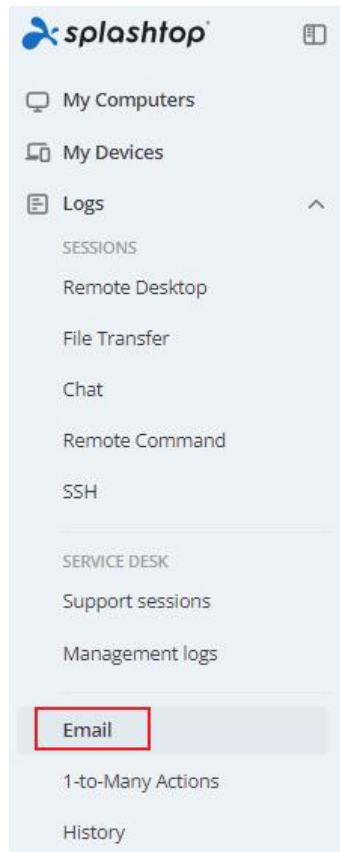 splashtop
My Computers
My Devices
Logs
SESSIONS
Remote Desktop
File Transfer
Chat
Remote Command
SSH
SERVICE DESK
Support sessions
Management logs
Email
1-to-Many Actions
History